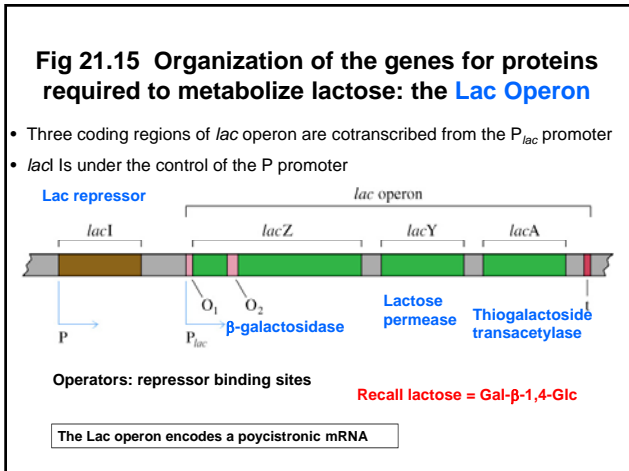 Fig 21.15 Organization of the genes for proteins
required to metabolize lactose: the Lac Operon
• Three coding regions of lac operon are cotranscribed from the Plac promoter
• lacI Is under the control of the P promoter
Lac repressor
lac operon
lacI
lacZ
lacY
lacA
O1
O2
P
Plac
β-galactosidase
Lactose
permease
Thiogalactoside
transacetylase
Operators: repressor binding sites
Recall lactose = Gal-β-1,4-Glc
The Lac operon encodes a poycistronic mRNA